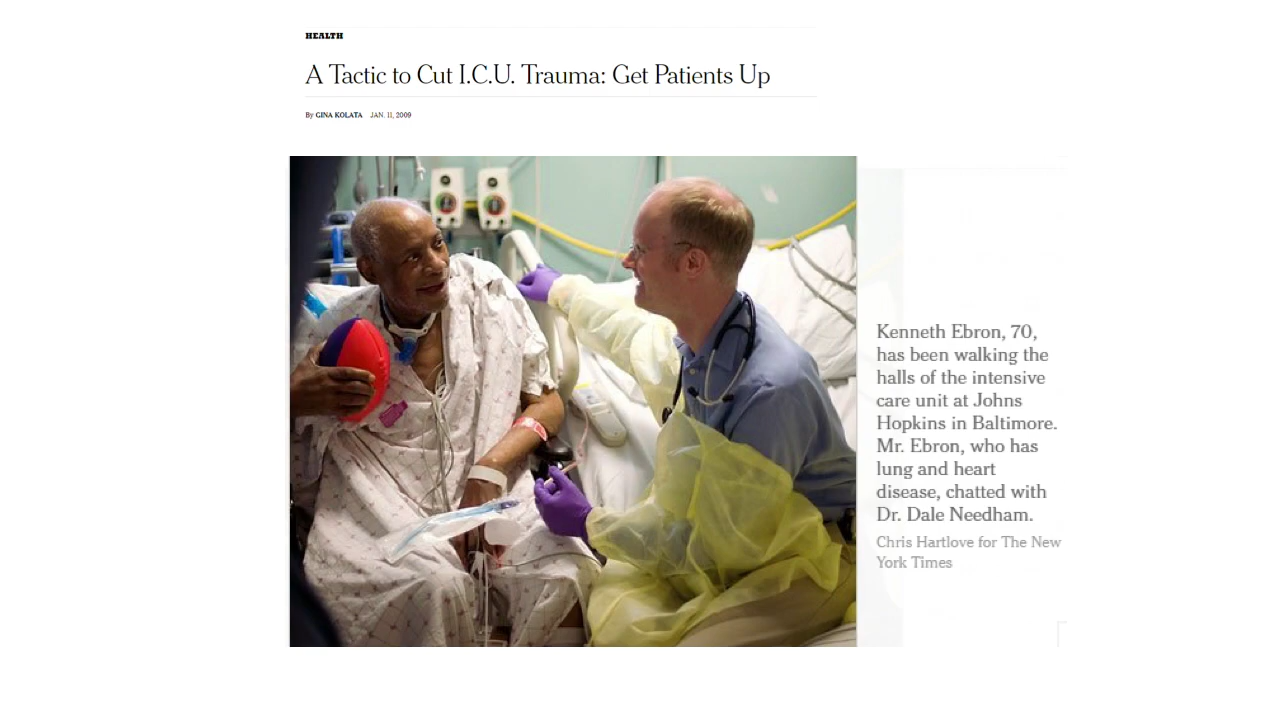 HEALTH
A Tactic to Cut I.C.U. Trauma: Get Patients Up
By GINA KOLATA JAN. 11, 2009
Kenneth Ebron, 70,
has been walking the
halls of the intensive
care unit at Johns
Hopkins in Baltimore.
Mr. Ebron, who has
lung and heart
disease, chatted with
Dr. Dale Needham.
Chris Hartlove for The New
York Times